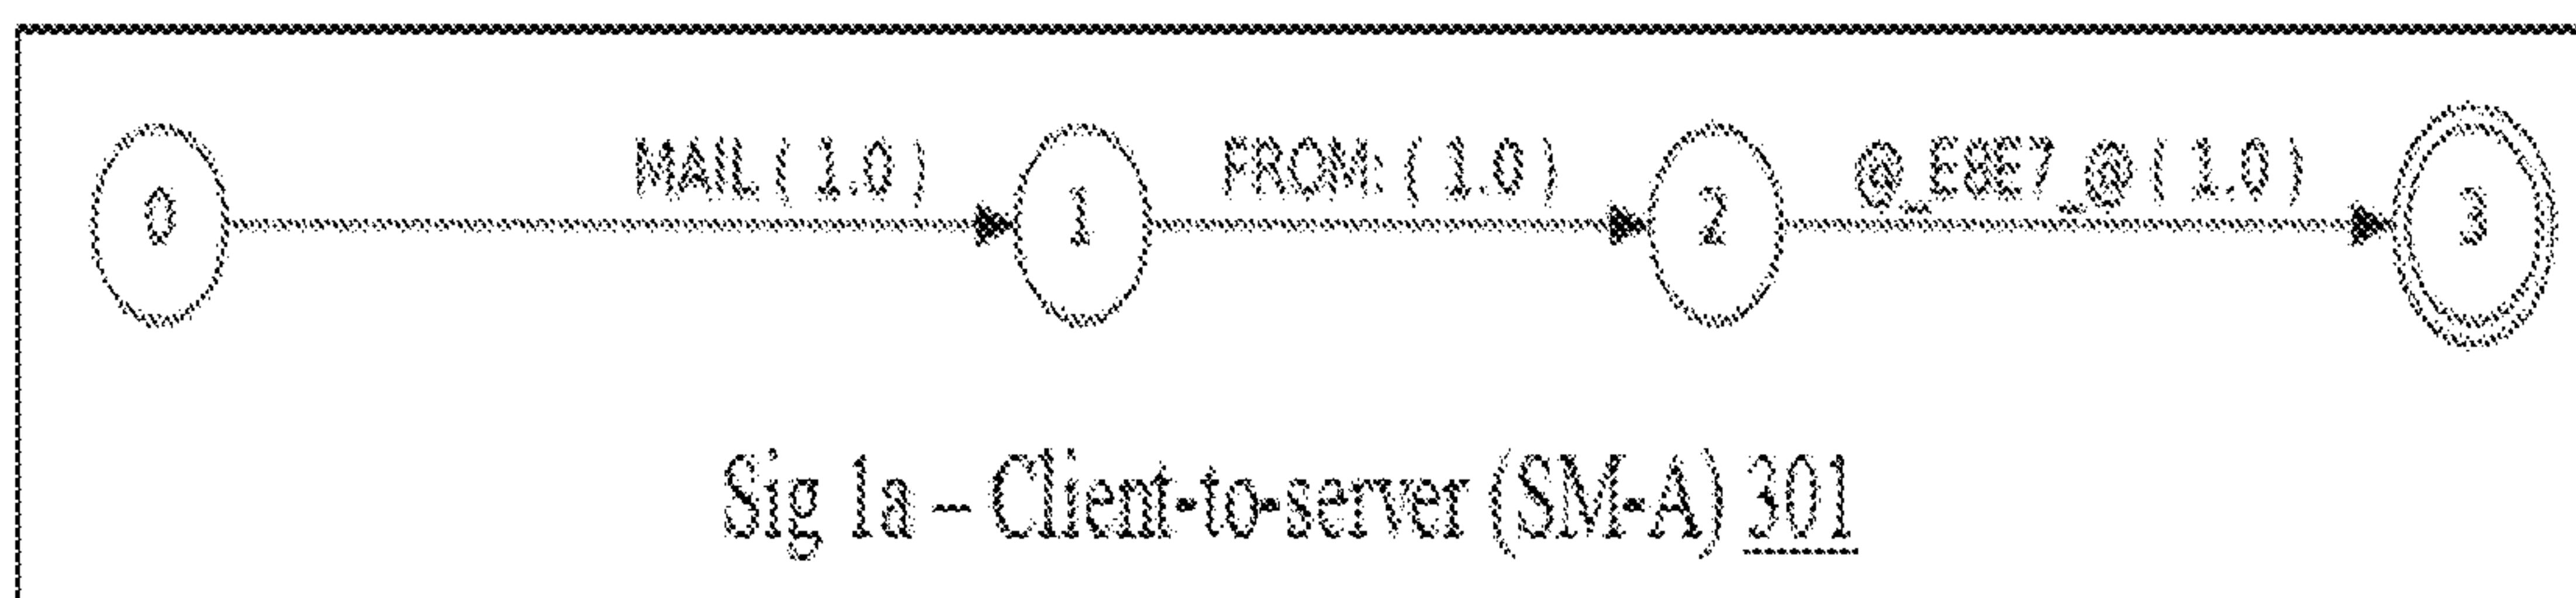 MAIL ( 1.0 ) FROM: ( 1.0 ) @_E8E7_@ ( 1.0 )
0 1 2 3
Sig 1a – Client-to-server (SM-A) 301